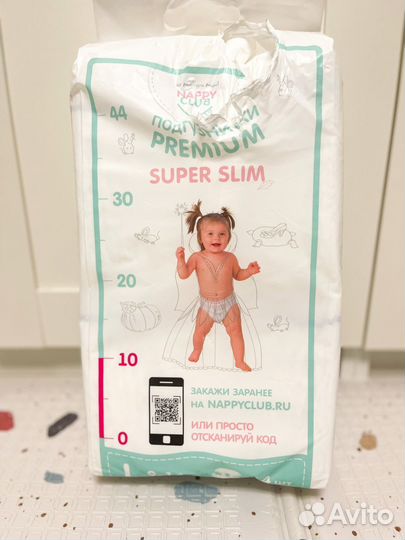 NAPPY
CLUB
44
ПОДГУЗНИКИ
PREMIUM
SUPER SLIM
30
20
10
0
ЗАКАЖИ ЗАРАНЕЕ
НА NAPPYCLUB.RU
ИЛИ ПРОСТО
ОТСКАНИРУЙ КОД
ШТ
Avito